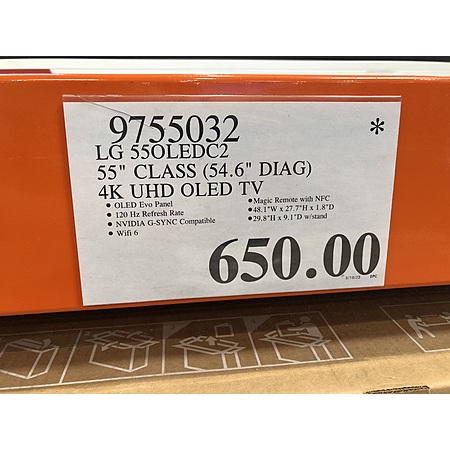 9755032 *
LG 55OLEDC2
55" CLASS (54.6" DIAG)
4K UHD OLED TV
• OLED Evo Panel
• 120 Hz Refresh Rate
• NVIDIA G-SYNC Compatible
• Wifi 6
• Magic Remote with NFC
• 48.1"W x 27.7"H x 1.8"D
• 29.8"H x 9.1"D w/stand
650.00
EPC